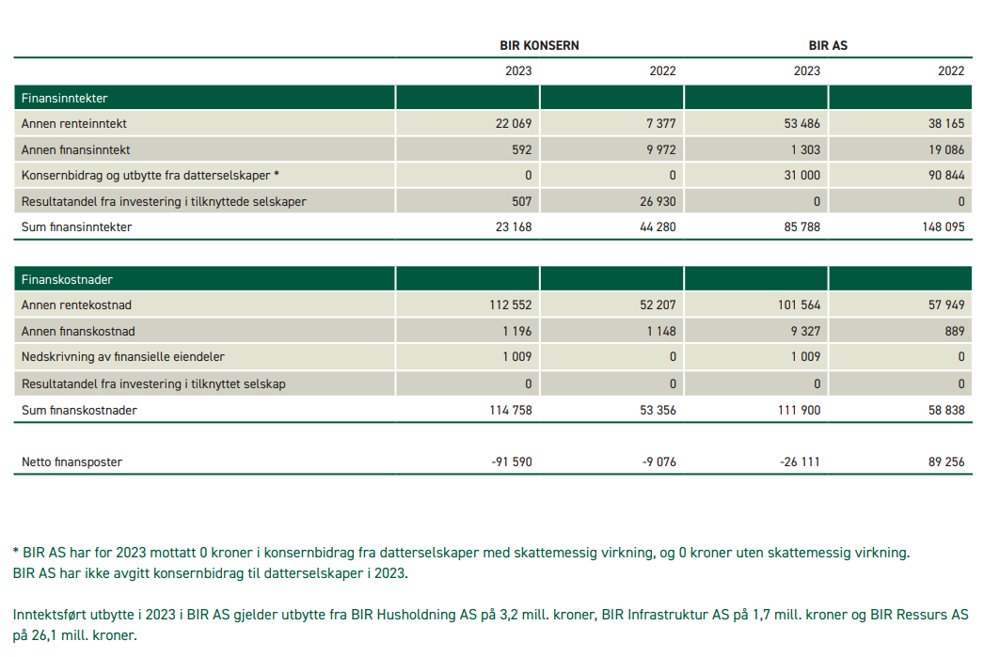 BIR KONSERN BIR AS
2023 2022 2023 2022
Finansinntekter
Annen renteinntekt 22 069 7 377 53 486 38 165
Annen finansinntekt 592 9 972 1 303 19 086
Konsernbidrag og utbytte fra datterselskaper * 0 0 31 000 90 844
Resultatandel fra investering i tilknyttede selskaper 507 26 930 0 0
Sum finansinntekter 23 168 44 280 85 788 148 095
Finanskostnader
Annen rentekostnad 112 552 52 207 101 564 57 949
Annen finanskostnad 1 196 1 148 9 327 889
Nedskrivning av finansielle eiendeler 1 009 0 1 009 0
Resultatandel fra investering i tilknyttet selskap 0 0 0 0
Sum finanskostnader 114 758 53 356 111 900 58 838
Netto finansposter -91 590 -9 076 -26 111 89 256
* BIR AS har for 2023 mottatt 0 kroner i konsernbidrag fra datterselskaper med skattemessig virkning, og 0 kroner uten skattemessig virkning.
BIR AS har ikke avgitt konsernbidrag til datterselskaper i 2023.
Inntektsført utbytte i 2023 i BIR AS gjelder utbytte fra BIR Husholdning AS på 3,2 mill. kroner, BIR Infrastruktur AS på 1,7 mill. kroner og BIR Ressurs AS
på 26,1 mill. kroner.